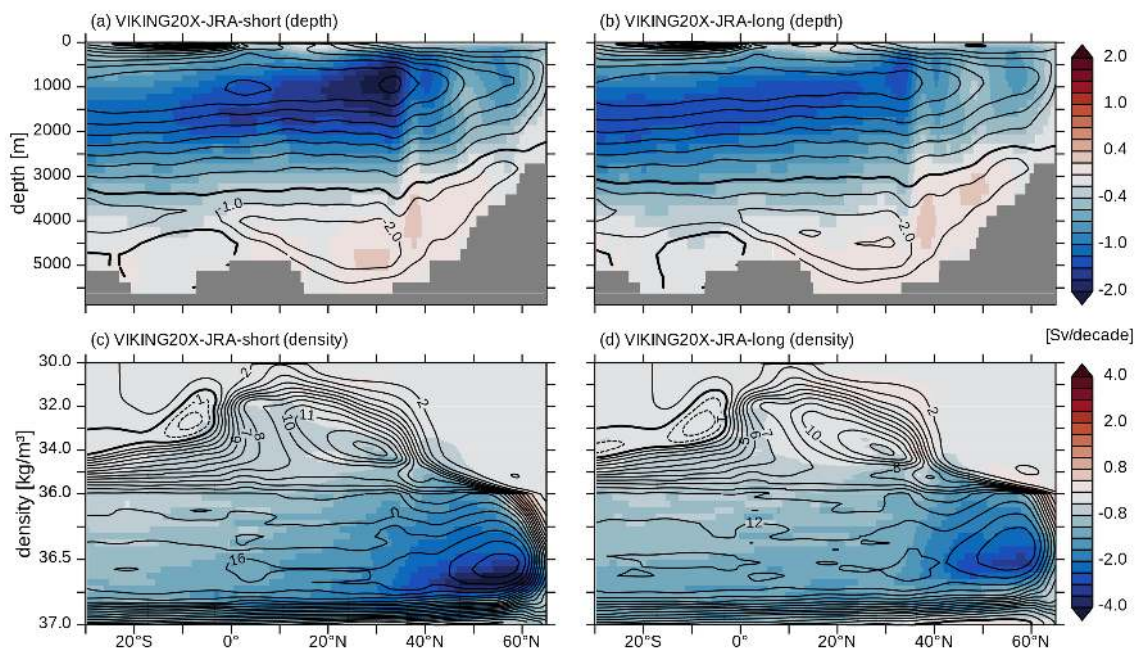 (a) VIKING20X-JRA-short (depth)
(b) VIKING20X-JRA-long (depth)
0
1000
2000
3000
4000
5000
depth [m]
1.0
-2.0
-2.0
2.0
1.0
0.4
-0.4
-1.0
-2.0
[Sv/decade]
(c) VIKING20X-JRA-short (density)
(d) VIKING20X-JRA-long (density)
30.0
32.0
34.0
36.0
36.5
37.0
density [kg/m³]
2
11
10
8
2
16
2
10
2
12
4.0
2.0
0.8
-0.8
-2.0
-4.0
20°S
0°
20°N
40°N
60°N
20°S
0°
20°N
40°N
60°N